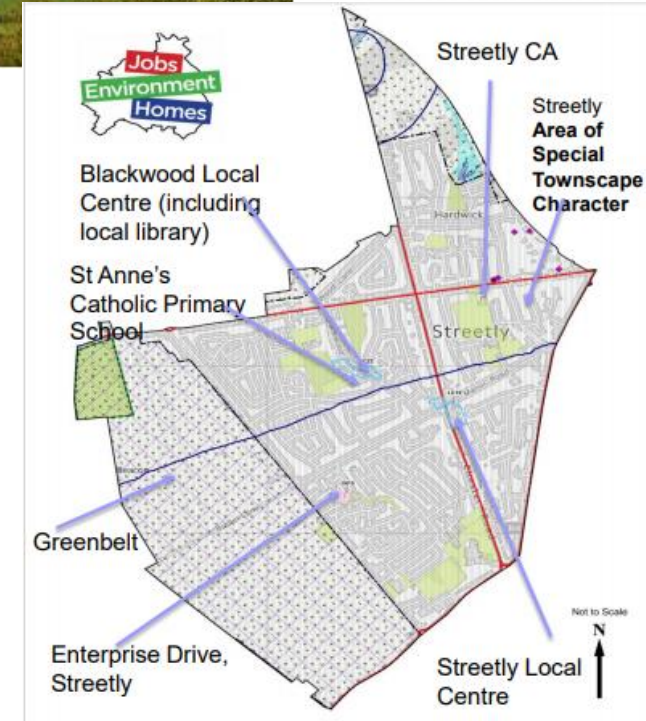 Jobs
Environment
Homes
Streetly CA
Streetly
Area of
Special
Townscape
Character
Blackwood Local
Centre (including
local library)
Hardwick
St Anne’s
Catholic Primary
School
Streetly
Greenbelt
Enterprise Drive,
Streetly
Streetly Local
Centre
Not to Scale
N